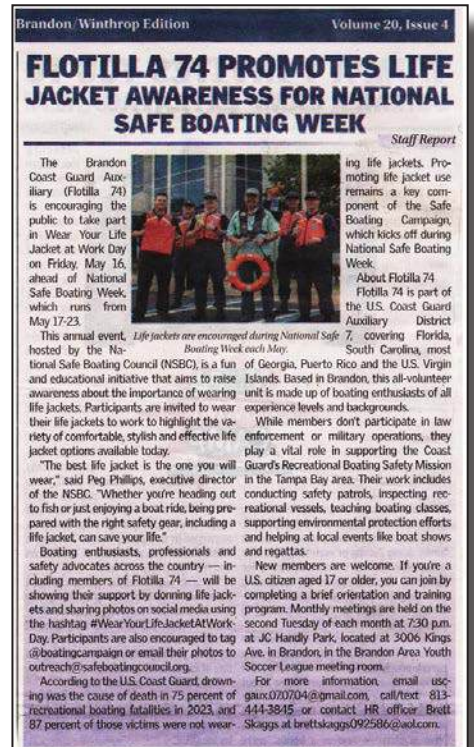 Brandon/Winthrop Edition
Volume 20, Issue 4
FLOTILLA 74 PROMOTES LIFE
JACKET AWARENESS FOR NATIONAL
SAFE BOATING WEEK
Staff Report
The Brandon
Coast Guard Aux-
iliary (Flotilla 74)
is encouraging the
public to take part
in Wear Your Life
Jacket at Work Day
on Friday, May 16,
ahead of National
Safe Boating Week,
which runs from
May 17-23.
This annual event,
hosted by the Na-
Life jackets are encouraged during National Safe
Boating Week each May.
tional Safe Boating Council (NSBC), is a fun
and educational initiative that aims to raise
awareness about the importance of wearing
life jackets. Participants are invited to wear
their life jackets to work to highlight the va-
riety of comfortable, stylish and effective life
jacket options available today.
"The best life jacket is the one you will
wear," said Peg Phillips, executive director
of the NSBC. "Whether you're heading out
to fish or just enjoying a boat ride, being pre-
pared with the right safety gear, including a
life jacket, can save your life."
Boating enthusiasts, professionals and
safety advocates across the country — in-
cluding members of Flotilla 74 — will be
showing their support by donning life jack-
ets and sharing photos on social media using
the hashtag #WearYourLifeJacketAtWork-
Day. Participants are also encouraged to tag
@boatingcampaign or email their photos to
outreach@safeboatingcouncil.org.
According to the U.S. Coast Guard, drown-
ing was the cause of death in 75 percent of
recreational boating fatalities in 2023, and
87 percent of those victims were not wear-
ing life jackets. Pro-
moting life jacket use
remains a key com-
ponent of the Safe
Boating Campaign,
which kicks off during
National Safe Boating
Week.
About Flotilla 74
Flotilla 74 is part of
the U.S. Coast Guard
Auxiliary District
7, covering Florida,
South Carolina, most
of Georgia, Puerto Rico and the U.S. Virgin
Islands. Based in Brandon, this all-volunteer
unit is made up of boating enthusiasts of all
experience levels and backgrounds.
While members don't participate in law
enforcement or military operations, they
play a vital role in supporting the Coast
Guard's Recreational Boating Safety Mission
in the Tampa Bay area. Their work includes
conducting safety patrols, inspecting rec-
reational vessels, teaching boating classes,
supporting environmental protection efforts
and helping at local events like boat shows
and regattas.
New members are welcome. If you're a
U.S. citizen aged 17 or older, you can join by
completing a brief orientation and training
program. Monthly meetings are held on the
second Tuesday of each month at 7:30 p.m.
at JC Handly Park, located at 3006 Kings
Ave. in Brandon, in the Brandon Area Youth
Soccer League meeting room.
For more information, email usc-
gaux.070704@gmail.com, call/text 813-
444-3845 or contact HR officer Brett
Skaggs at brettskaggs092586@aol.com.